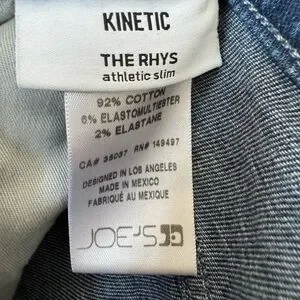 KINETIC
THE RHYS
athletic slim
92% COTTON
6% ELASTOMULTIESTER
2% ELASTANE
CA# 35037 RN# 149497
DESIGNED IN LOS ANGELES
MADE IN MEXICO
FABRIQUÉ AU MEXIQUE
JOE'S